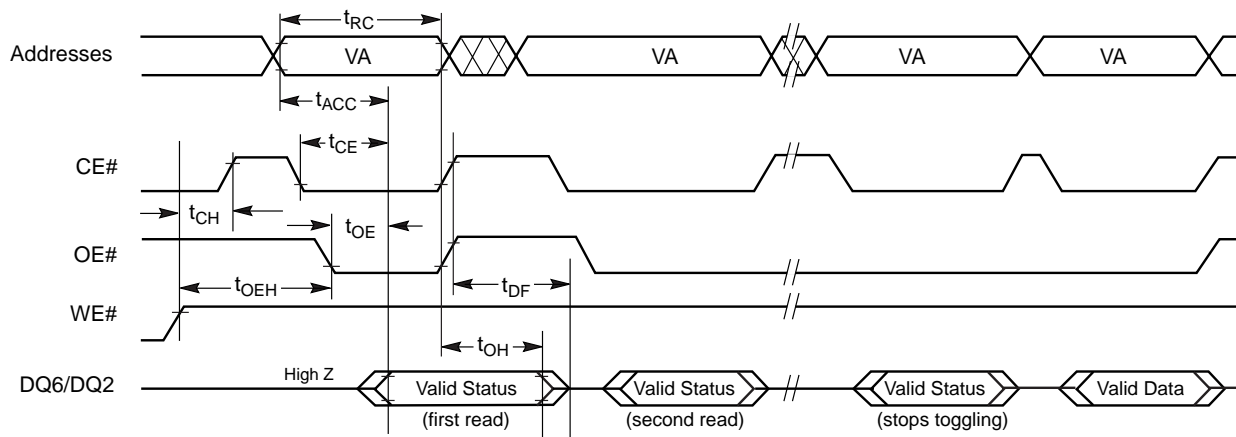 tRC
Addresses VA VA VA VA
tACC
tCE
CE#
tCH tOE
OE#
tOEH tDF
WE#
tOH
High Z
DQ6/DQ2 Valid Status Valid Status Valid Status Valid Data
(first read) (second read) (stops toggling)